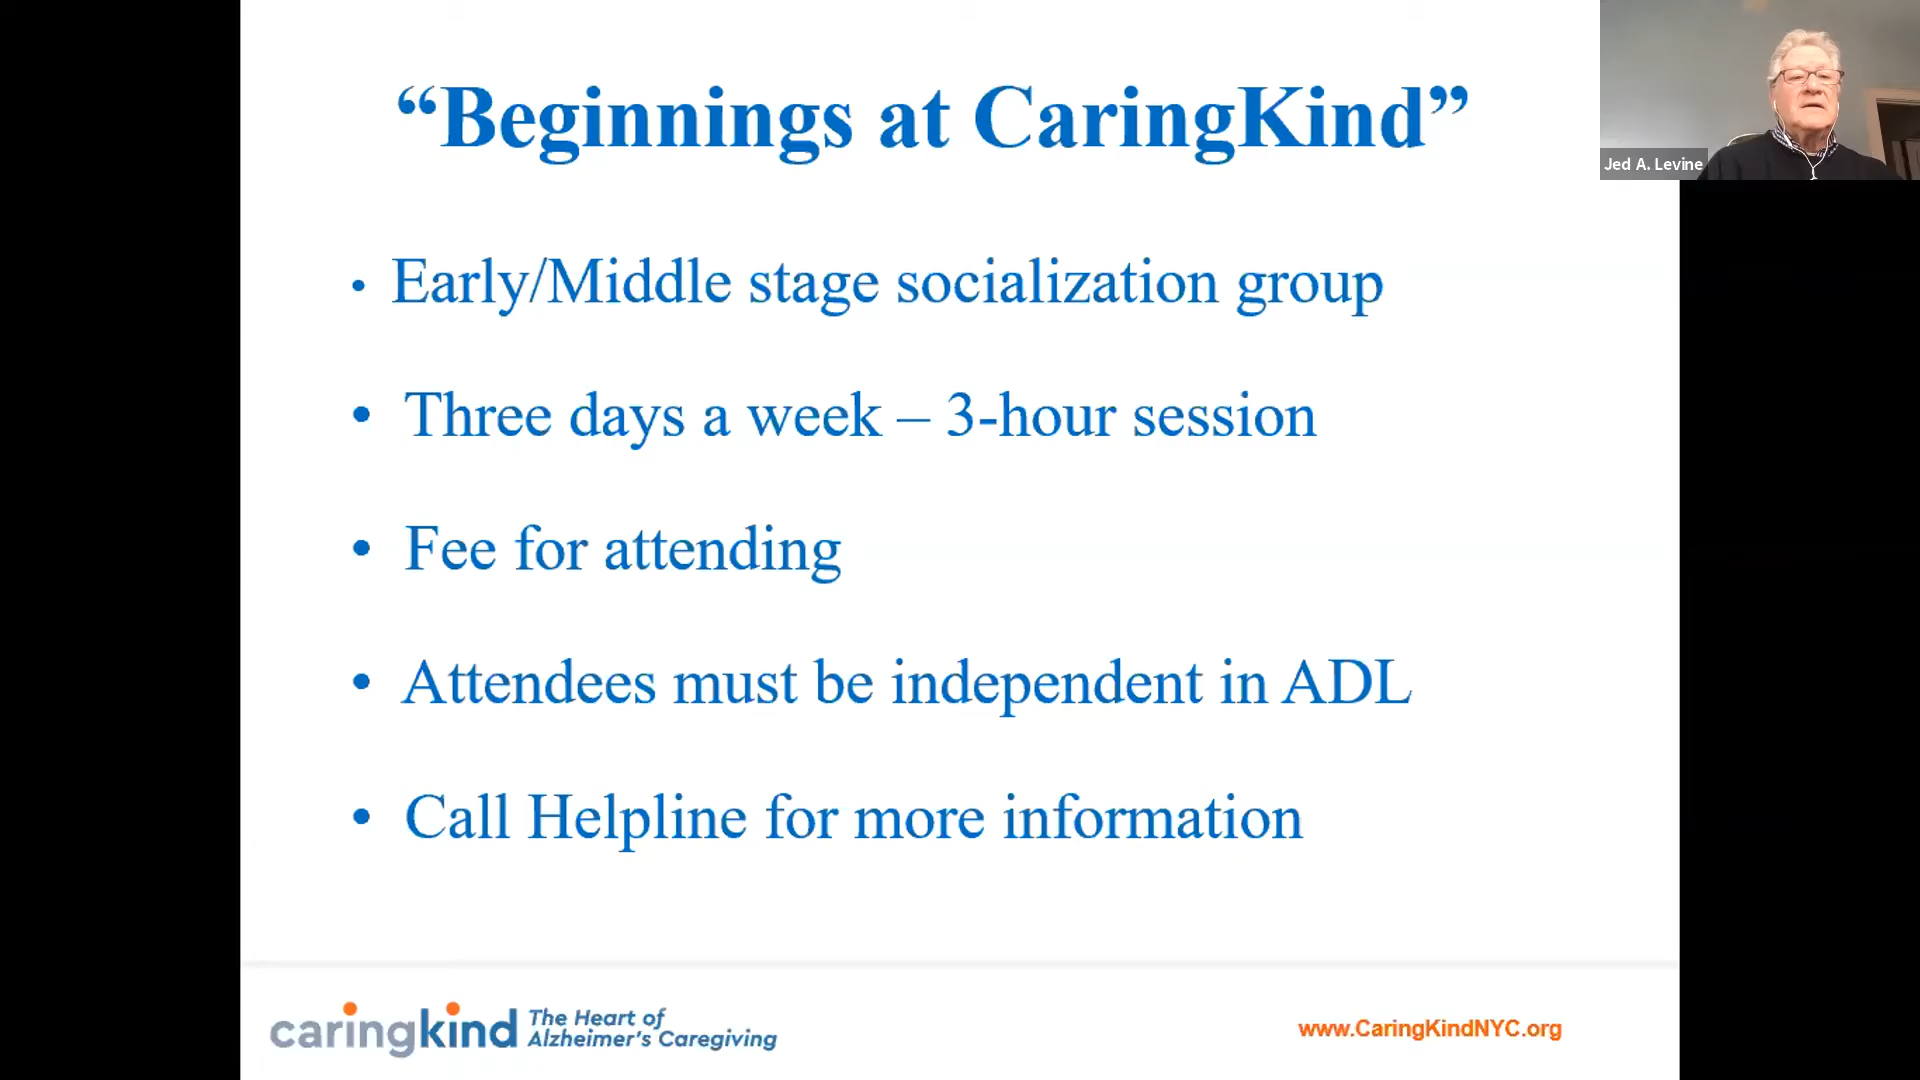 “Beginnings at CaringKind”
Jed A. Levine
• Early/Middle stage socialization group
• Three days a week – 3-hour session
• Fee for attending
• Attendees must be independent in ADL
• Call Helpline for more information
caringkind The Heart of
Alzheimer's Caregiving
www.CaringKindNYC.org